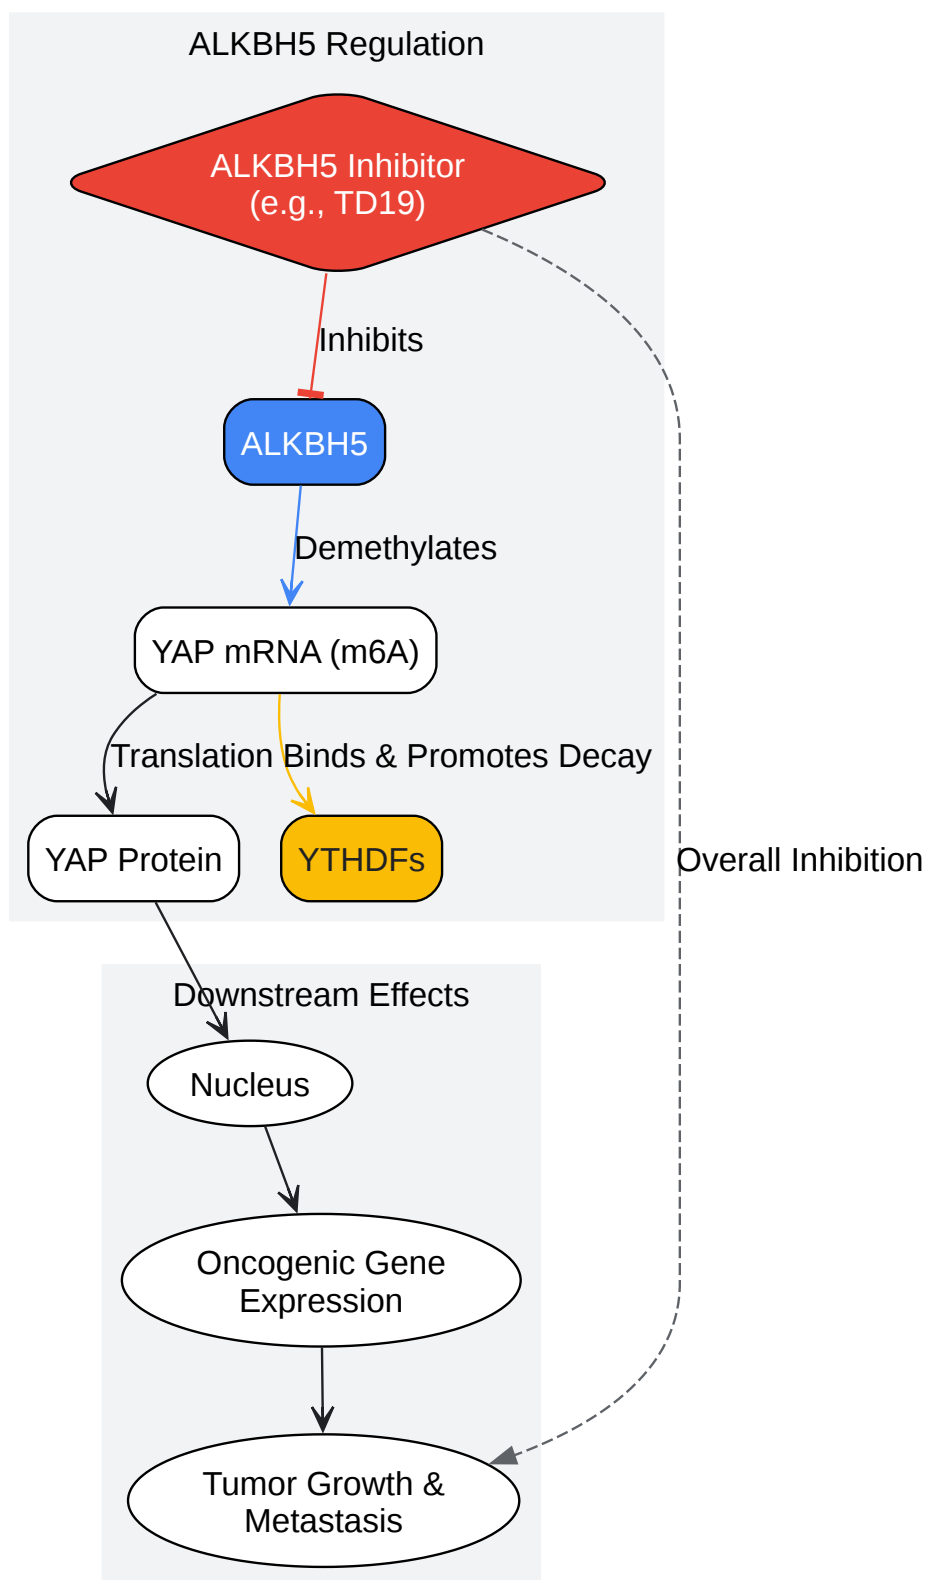 ALKBH5 Regulation
ALKBH5 Inhibitor
(e.g., TD19)
Inhibits
ALKBH5
Demethylates
YAP mRNA (m6A)
Translation
Binds & Promotes Decay
YAP Protein
YTHDFs
Overall Inhibition
Downstream Effects
Nucleus
Oncogenic Gene
Expression
Tumor Growth &
Metastasis